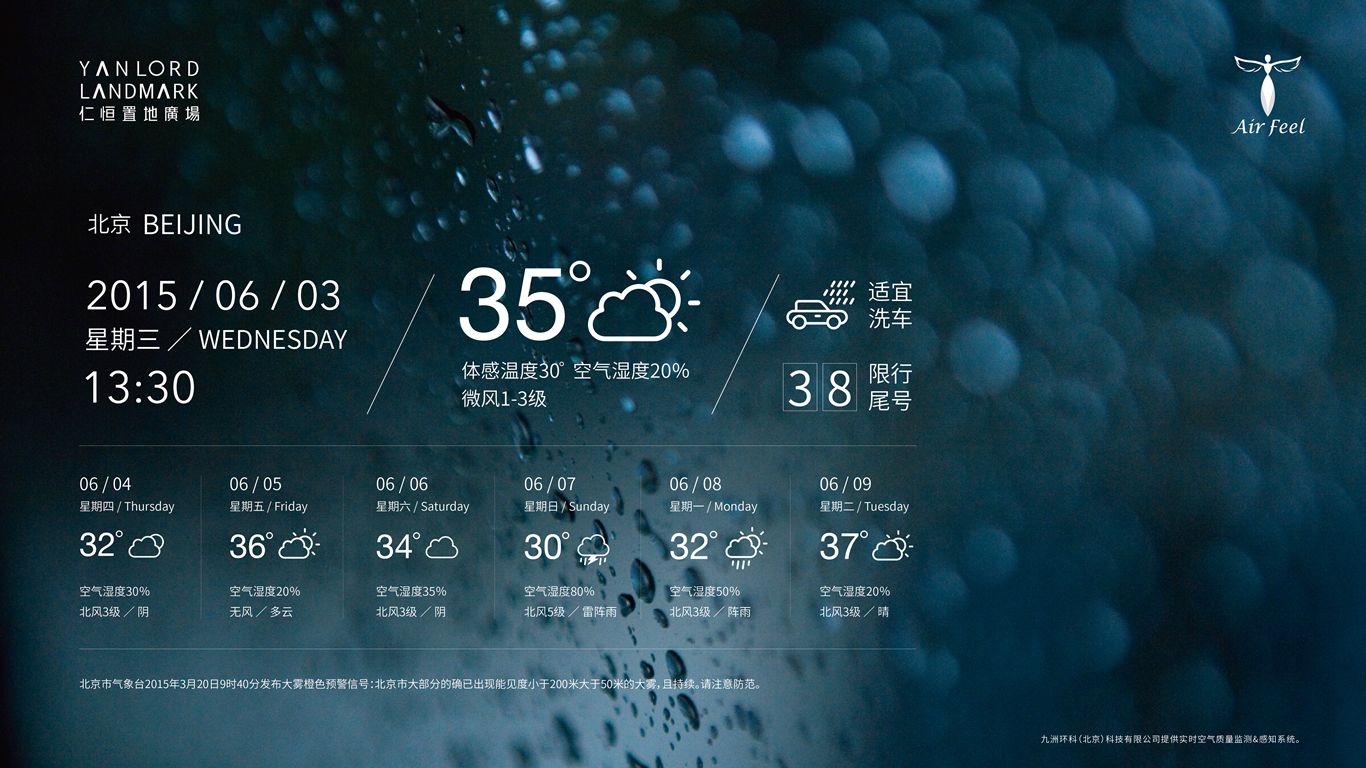 YANLORD
LANDMARK
仁恒置地廣場
Air Feel
北京 BEIJING
2015 / 06 / 03
星期三 ／ WEDNESDAY
13:30
35°
体感温度30° 空气湿度20%
微风1-3级
适宜
洗车
38
限行
尾号
06 / 04
星期四 / Thursday
32°
空气湿度30%
北风3级 ／ 阴
06 / 05
星期五 / Friday
36°
空气湿度20%
无风 ／ 多云
06 / 06
星期六 / Saturday
34°
空气湿度35%
北风3级 ／ 阴
06 / 07
星期日 / Sunday
30°
空气湿度80%
北风5级 ／ 雷阵雨
06 / 08
星期一 / Monday
32°
空气湿度50%
北风3级 ／ 阵雨
06 / 09
星期二 / Tuesday
37°
空气湿度20%
北风3级 ／ 晴
北京市气象台2015年3月20日9时40分发布大雾橙色预警信号：北京市大部分的确已出现能见度小于200米大于50米的大雾，且持续。请注意防范。
九洲环科（北京）科技有限公司提供实时空气质量监测&感知系统。